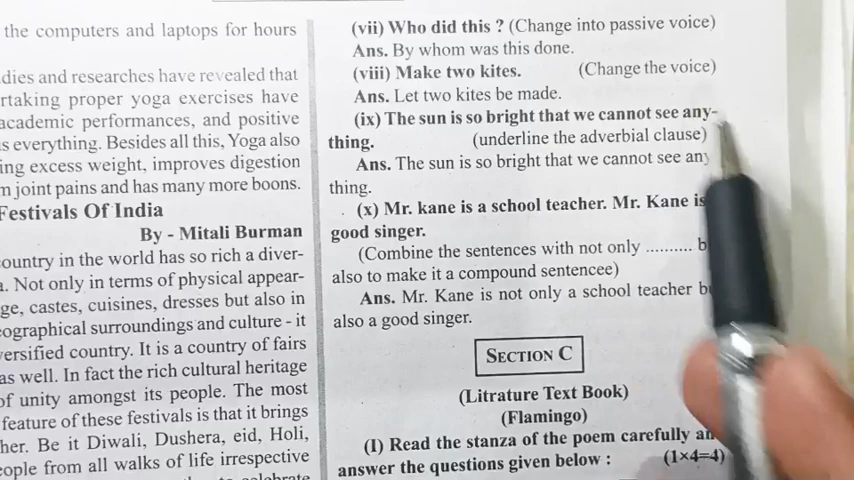 the computers and laptops for hours
dies and researches have revealed that
rtaking proper yoga exercises have
academic performances, and positive
s everything. Besides all this, Yoga also
ing excess weight, improves digestion
m joint pains and has many more boons.
Festivals Of India
By - Mitali Burman
country in the world has so rich a diver-
a. Not only in terms of physical appear-
ge, castes, cuisines, dresses but also in
eographical surroundings and culture - it
versified country. It is a country of fairs
as well. In fact the rich cultural heritage
of unity amongst its people. The most
feature of these festivals is that it brings
her. Be it Diwali, Dushera, eid, Holi,
eople from all walks of life irrespective
celebrate
(vii) Who did this ? (Change into passive voice)
Ans. By whom was this done.
(viii) Make two kites. (Change the voice)
Ans. Let two kites be made.
(ix) The sun is so bright that we cannot see any-
thing. (underline the adverbial clause)
Ans. The sun is so bright that we cannot see any
thing.
(x) Mr. kane is a school teacher. Mr. Kane is
good singer.
(Combine the sentences with not only .......... b
also to make it a compound sentencee)
Ans. Mr. Kane is not only a school teacher b
also a good singer.
SECTION C
(Litrature Text Book)
(Flamingo)
(I) Read the stanza of the poem carefully an
answer the questions given below : (1×4=4)